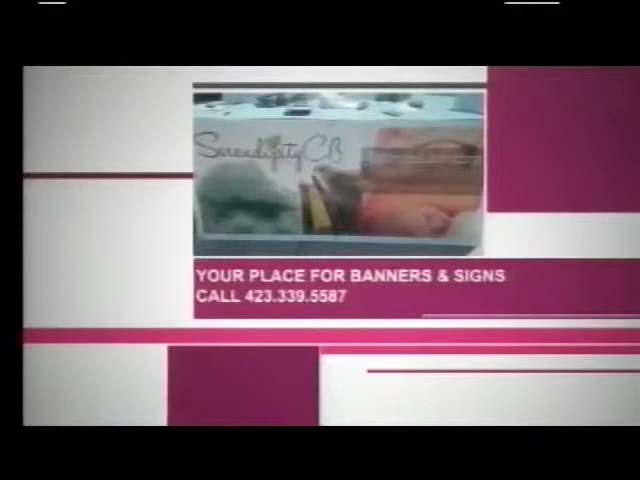 SerendipityCB
YOUR PLACE FOR BANNERS & SIGNS
CALL 423.339.5587